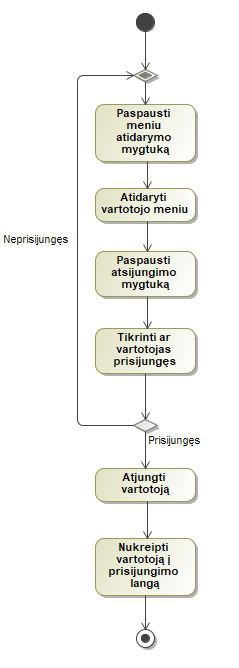 Paspausti
meniu
atidarymo
mygtuką
Atidaryti
vartotojo meniu
Neprisijungęs
Paspausti
atsijungimo
mygtuką
Tikrinti ar
vartotojas
prisijungęs
Prisijungęs
Atjungti
vartotoją
Nukreipti
vartotoją į
prisijungimo
langą